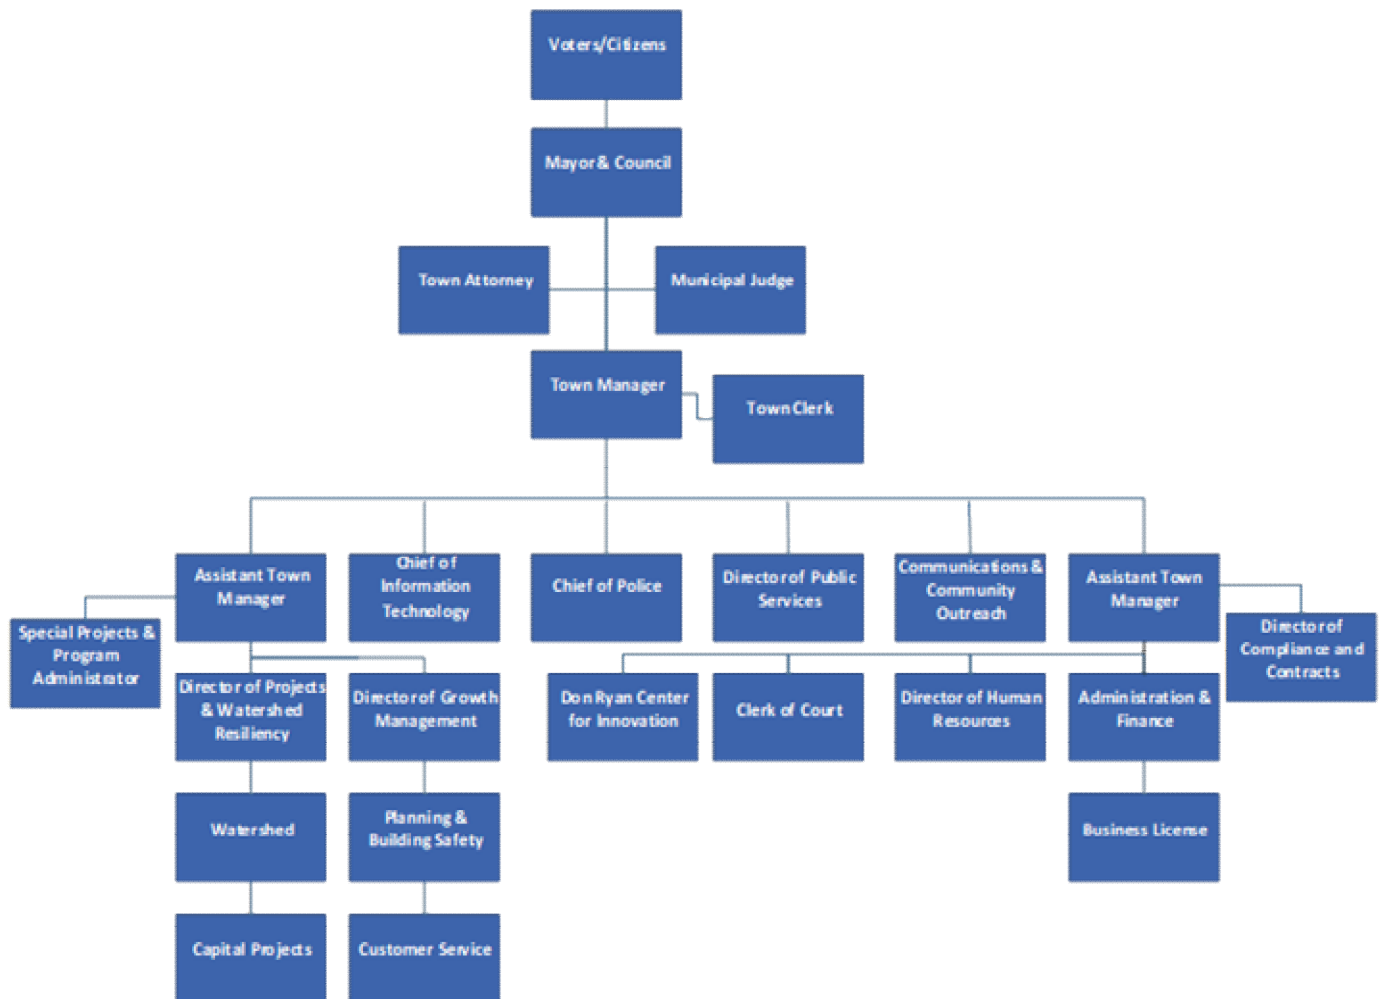 Voters/Citizens
Mayor & Council
Town Attorney
Municipal Judge
Town Manager
Town Clerk
Assistant Town
Manager
Chief of
Information
Technology
Chief of Police
Director of Public
Services
Communications &
Community
Outreach
Assistant Town
Manager
Special Projects &
Program
Administrator
Director of
Compliance and
Contracts
Director of Projects
& Watershed
Resiliency
Director of Growth
Management
Don Ryan Center
for Innovation
Clerk of Court
Director of Human
Resources
Administration &
Finance
Watershed
Planning &
Building Safety
Business License
Capital Projects
Customer Service